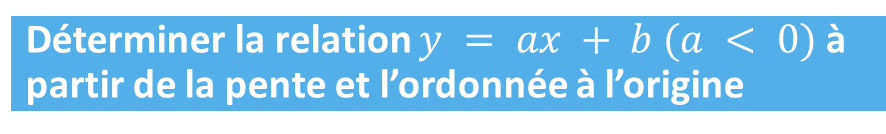 Déterminer la relation y = ax + b (a < 0) à
partir de la pente et l’ordonnée à l’origine